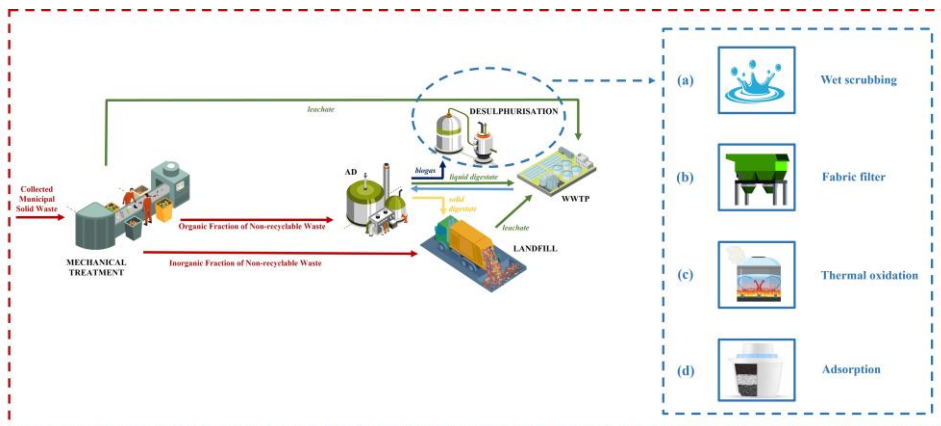 (a)
Wet scrubbing
leachate
DESULPHURISATION
AD
biogas
liquid digestate
(b)
Fabric filter
Collected
Municipal
Solid Waste
WWTP
solid
digestate
Organic Fraction of Non-recyclable Waste
leachate
LANDFILL
MECHANICAL
TREATMENT
Inorganic Fraction of Non-recyclable Waste
(c)
Thermal oxidation
(d)
Adsorption